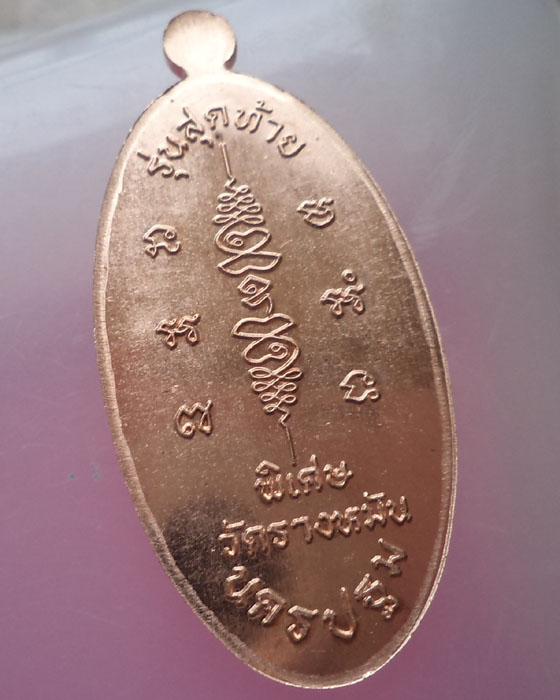 รุ่นสุดท้าย
พิเศษ
วัดรางหมัน
นครปฐม